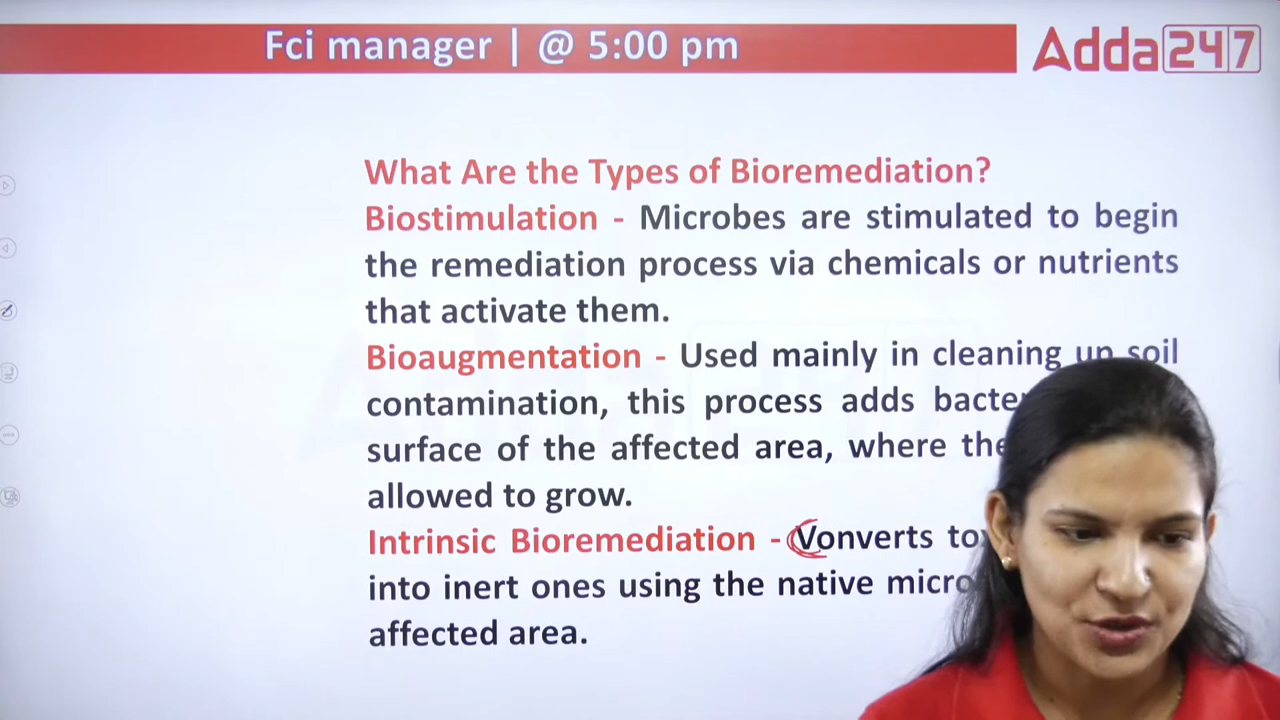 Fci manager | @ 5:00 pm
Adda247
What Are the Types of Bioremediation?
Biostimulation - Microbes are stimulated to begin
the remediation process via chemicals or nutrients
that activate them.
Bioaugmentation - Used mainly in cleaning up soil
contamination, this process adds
surface of the affected area, where
allowed to grow.
Intrinsic Bioremediation - Vonverts
into inert ones using the native
affected area.